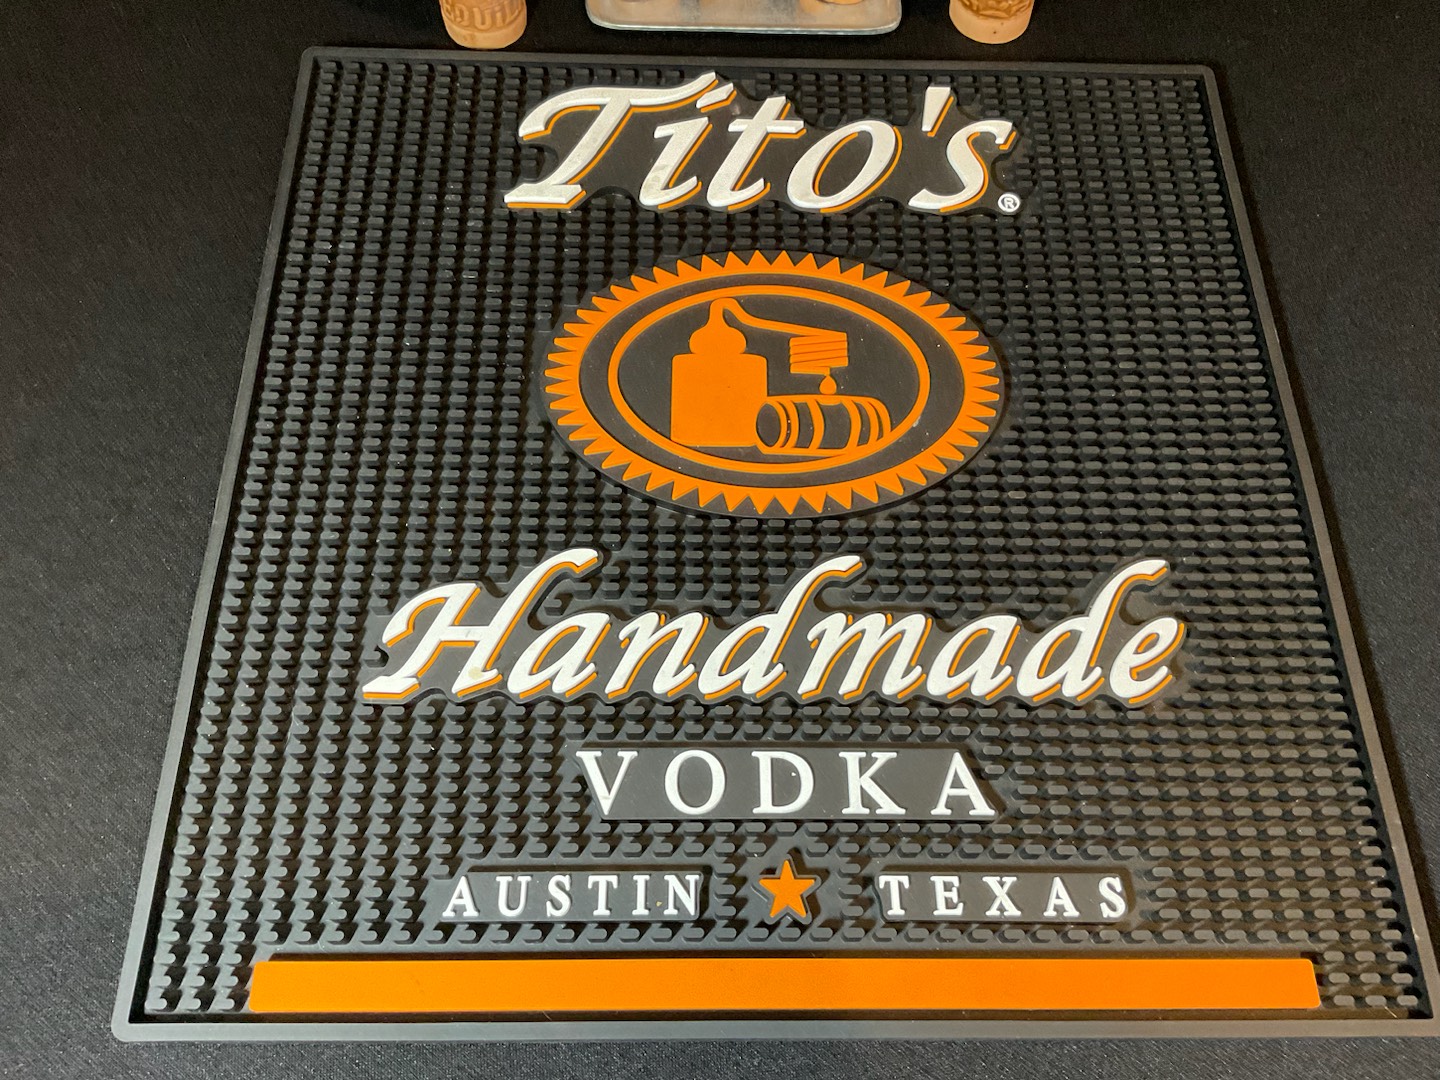 Tito's®
Handmade
VODKA
AUSTIN ★ TEXAS